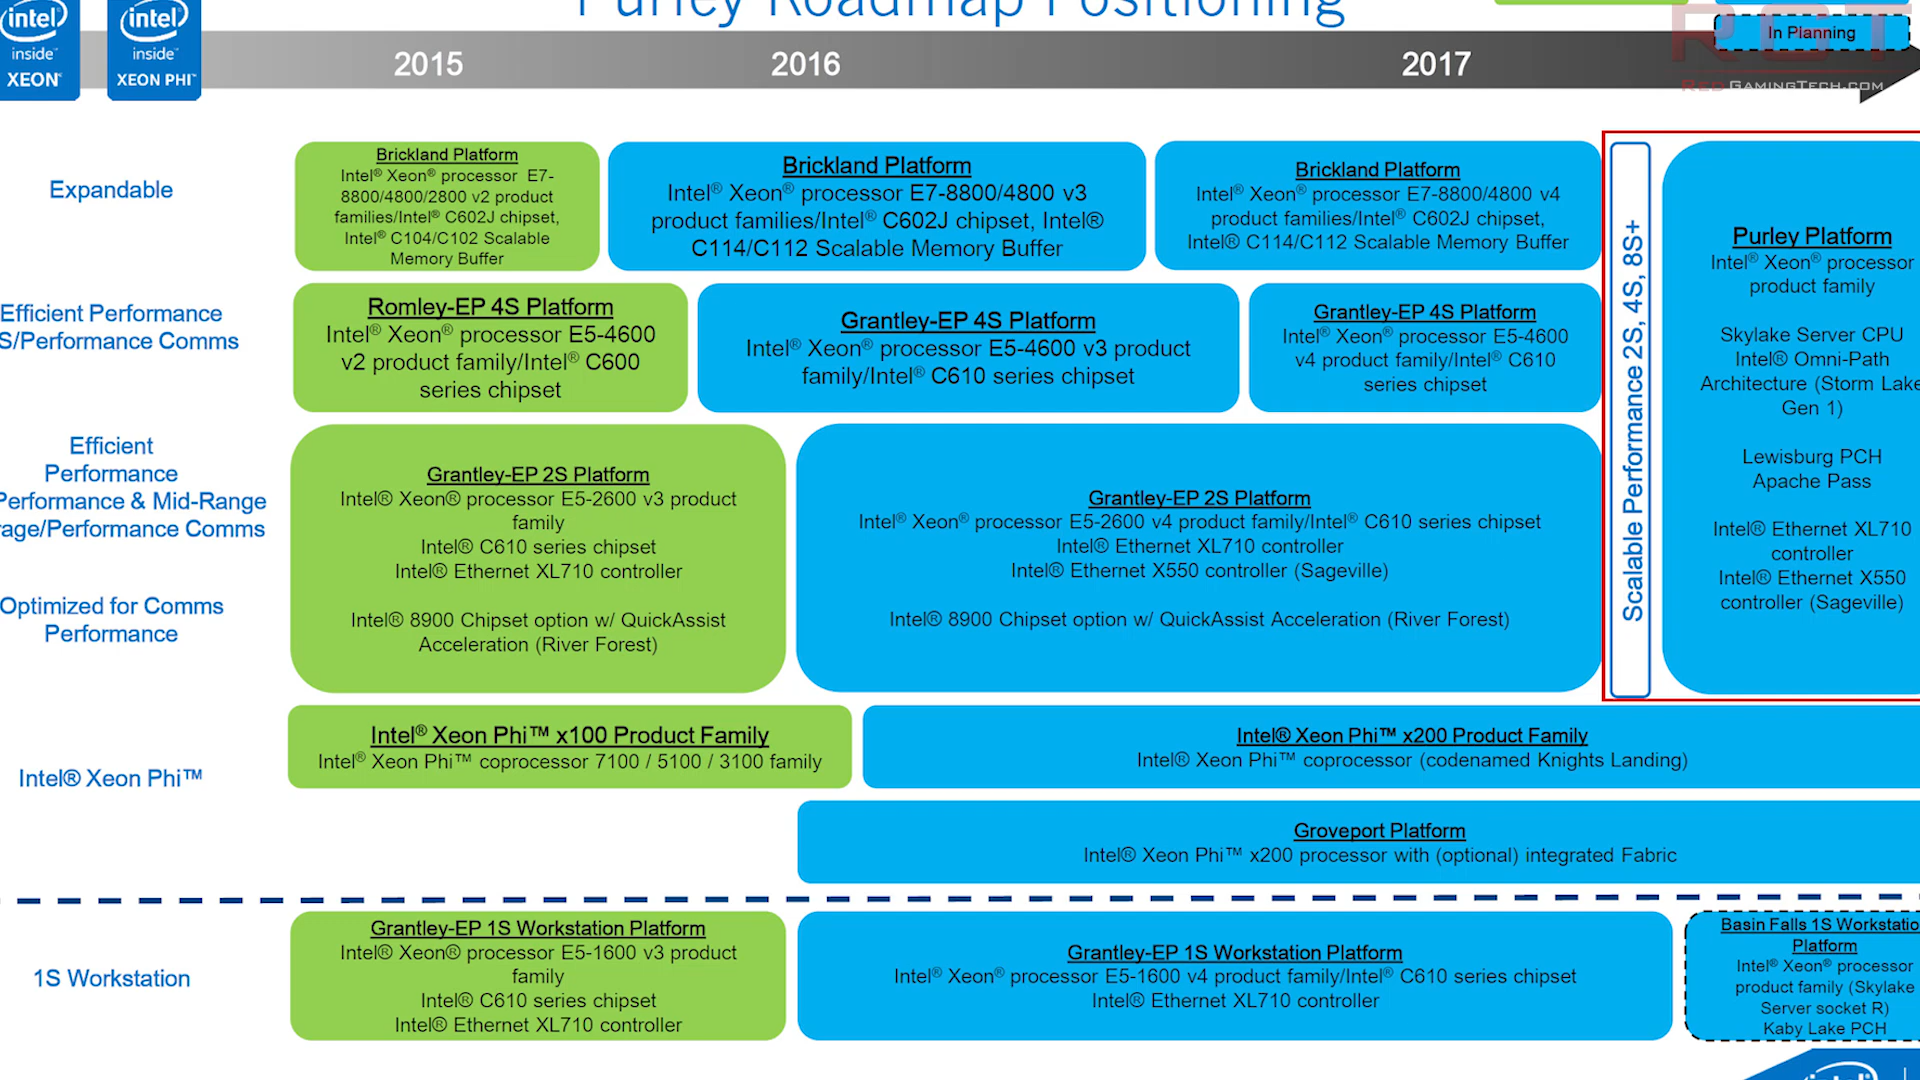 Purley Roadmap Positioning
intel
inside™
XEON®
intel
inside™
XEON PHI™
2015
2016
2017
In Planning
RGT
RED GAMINGTECH.COM
Expandable
Brickland Platform
Intel® Xeon® processor E7-
8800/4800/2800 v2 product
families/Intel® C602J chipset,
Intel® C104/C102 Scalable
Memory Buffer
Brickland Platform
Intel® Xeon® processor E7-8800/4800 v3
product families/Intel® C602J chipset, Intel®
C114/C112 Scalable Memory Buffer
Brickland Platform
Intel® Xeon® processor E7-8800/4800 v4
product families/Intel® C602J chipset,
Intel® C114/C112 Scalable Memory Buffer
Efficient Performance
S/Performance Comms
Romley-EP 4S Platform
Intel® Xeon® processor E5-4600
v2 product family/Intel® C600
series chipset
Grantley-EP 4S Platform
Intel® Xeon® processor E5-4600 v3 product
family/Intel® C610 series chipset
Grantley-EP 4S Platform
Intel® Xeon® processor E5-4600
v4 product family/Intel® C610
series chipset
Efficient
Performance
Performance & Mid-Range
rage/Performance Comms
Optimized for Comms
Performance
Grantley-EP 2S Platform
Intel® Xeon® processor E5-2600 v3 product
family
Intel® C610 series chipset
Intel® Ethernet XL710 controller
Intel® 8900 Chipset option w/ QuickAssist
Acceleration (River Forest)
Grantley-EP 2S Platform
Intel® Xeon® processor E5-2600 v4 product family/Intel® C610 series chipset
Intel® Ethernet XL710 controller
Intel® Ethernet X550 controller (Sageville)
Intel® 8900 Chipset option w/ QuickAssist Acceleration (River Forest)
Scalable Performance 2S, 4S, 8S+
Purley Platform
Intel® Xeon® processor
product family
Skylake Server CPU
Intel® Omni-Path
Architecture (Storm Lake
Gen 1)
Lewisburg PCH
Apache Pass
Intel® Ethernet XL710
controller
Intel® Ethernet X550
controller (Sageville)
Intel® Xeon Phi™
Intel® Xeon Phi™ x100 Product Family
Intel® Xeon Phi™ coprocessor 7100 / 5100 / 3100 family
Intel® Xeon Phi™ x200 Product Family
Intel® Xeon Phi™ coprocessor (codenamed Knights Landing)
Groveport Platform
Intel® Xeon Phi™ x200 processor with (optional) integrated Fabric
1S Workstation
Grantley-EP 1S Workstation Platform
Intel® Xeon® processor E5-1600 v3 product
family
Intel® C610 series chipset
Intel® Ethernet XL710 controller
Grantley-EP 1S Workstation Platform
Intel® Xeon® processor E5-1600 v4 product family/Intel® C610 series chipset
Intel® Ethernet XL710 controller
Basin Falls 1S Workstatio
Platform
Intel® Xeon® processor
product family (Skylake
Server socket R)
Kaby Lake PCH
intel